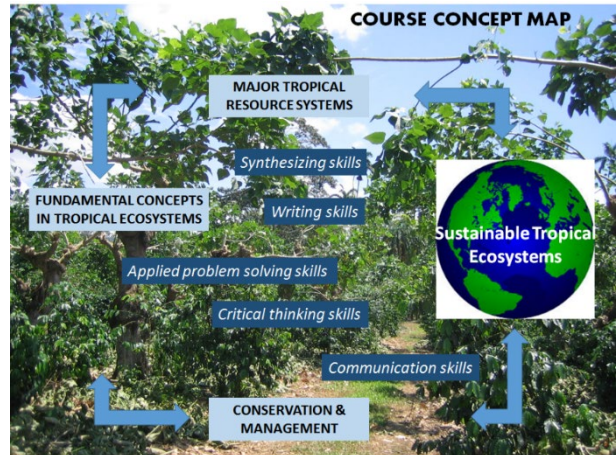 COURSE CONCEPT MAP
MAJOR TROPICAL
RESOURCE SYSTEMS
Synthesizing skills
FUNDAMENTAL CONCEPTS
IN TROPICAL ECOSYSTEMS
Writing skills
Sustainable Tropical
Ecosystems
Applied problem solving skills
Critical thinking skills
Communication skills
CONSERVATION &
MANAGEMENT